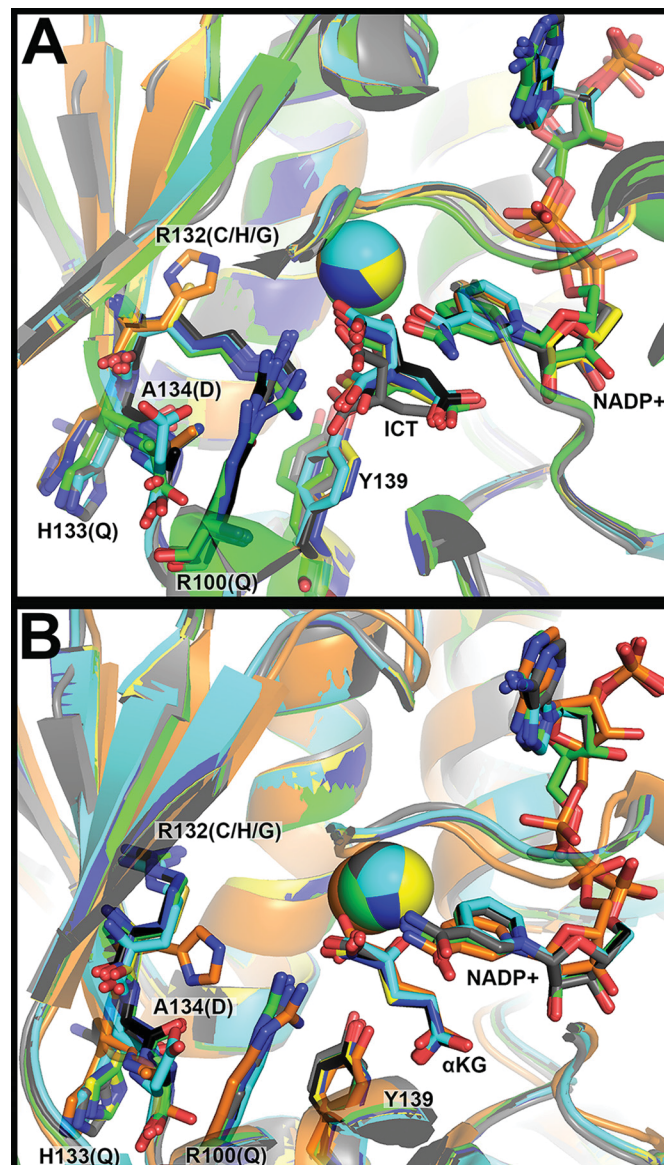 A
R132(C/H/G)
A134(D)
NADP+
ICT
Y139
H133(Q)
R100(Q)
B
R132(C/H/G)
NADP+
A134(D)
αKG
Y139
H133(Q)
R100(Q)